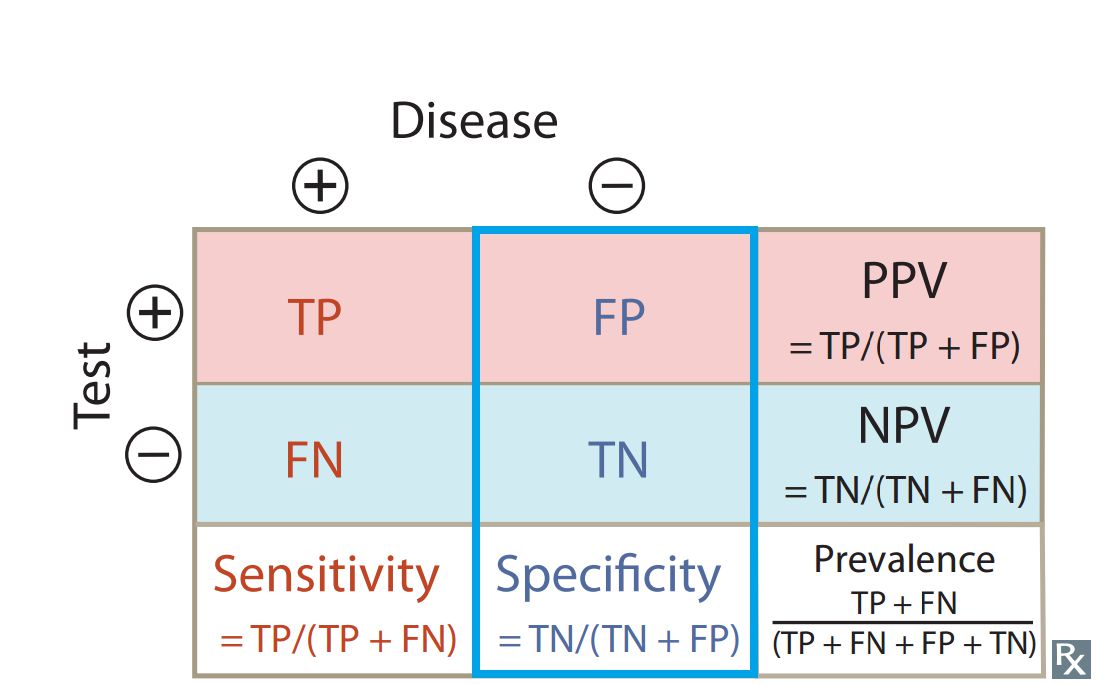 Disease
+ −
Test
+
TP FP PPV
= TP/(TP + FP)
−
FN TN NPV
= TN/(TN + FN)
Sensitivity Specificity Prevalence
= TP/(TP + FN) = TN/(TN + FP) TP + FN
(TP + FN + FP + TN)
Rx